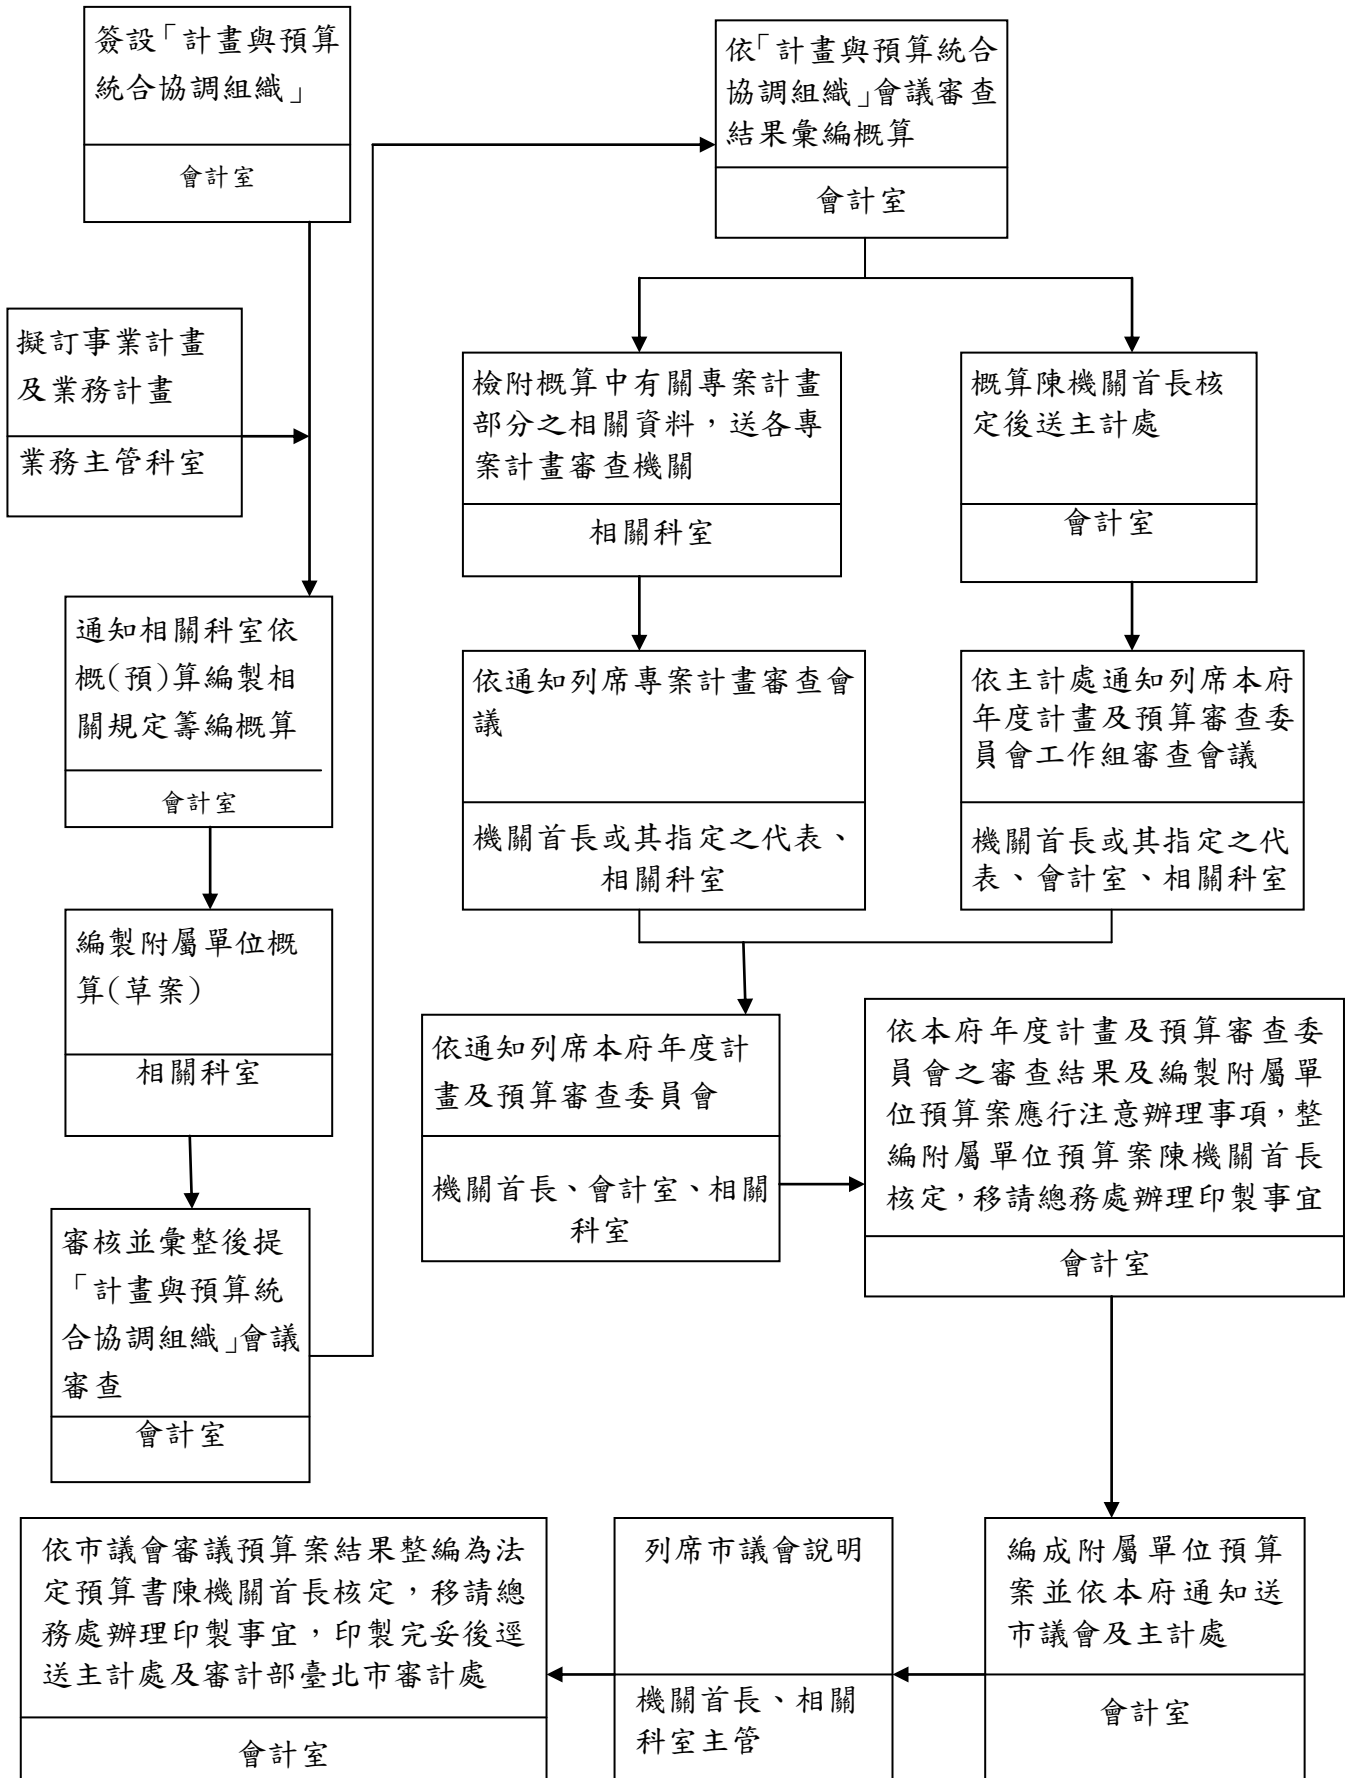 簽設「計畫與預算
統合協調組織」
會計室
擬訂事業計畫
及業務計畫
業務主管科室
通知相關科室依
概(預)算編製相
關規定籌編概算
會計室
編製附屬單位概
算(草案)
相關科室
審核並彙整後提
「計畫與預算統
合協調組織」會議
審查
會計室
依「計畫與預算統合
協調組織」會議審查
結果彙編概算
會計室
檢附概算中有關專案計畫
部分之相關資料，送各專
案計畫審查機關
相關科室
概算陳機關首長核
定後送主計處
會計室
依通知列席專案計畫審查會
議
機關首長或其指定之代表、
相關科室
依主計處通知列席本府
年度計畫及預算審查委
員會工作組審查會議
機關首長或其指定之代
表、會計室、相關科室
依通知列席本府年度計
畫及預算審查委員會
機關首長、會計室、相關
科室
依本府年度計畫及預算審查委
員會之審查結果及編製附屬單
位預算案應行注意辦理事項，整
編附屬單位預算案陳機關首長
核定，移請總務處辦理印製事宜
會計室
編成附屬單位預算
案並依本府通知送
市議會及主計處
會計室
列席市議會說明
機關首長、相關
科室主管
依市議會審議預算案結果整編為法
定預算書陳機關首長核定，移請總
務處辦理印製事宜，印製完妥後逕
送主計處及審計部臺北市審計處
會計室